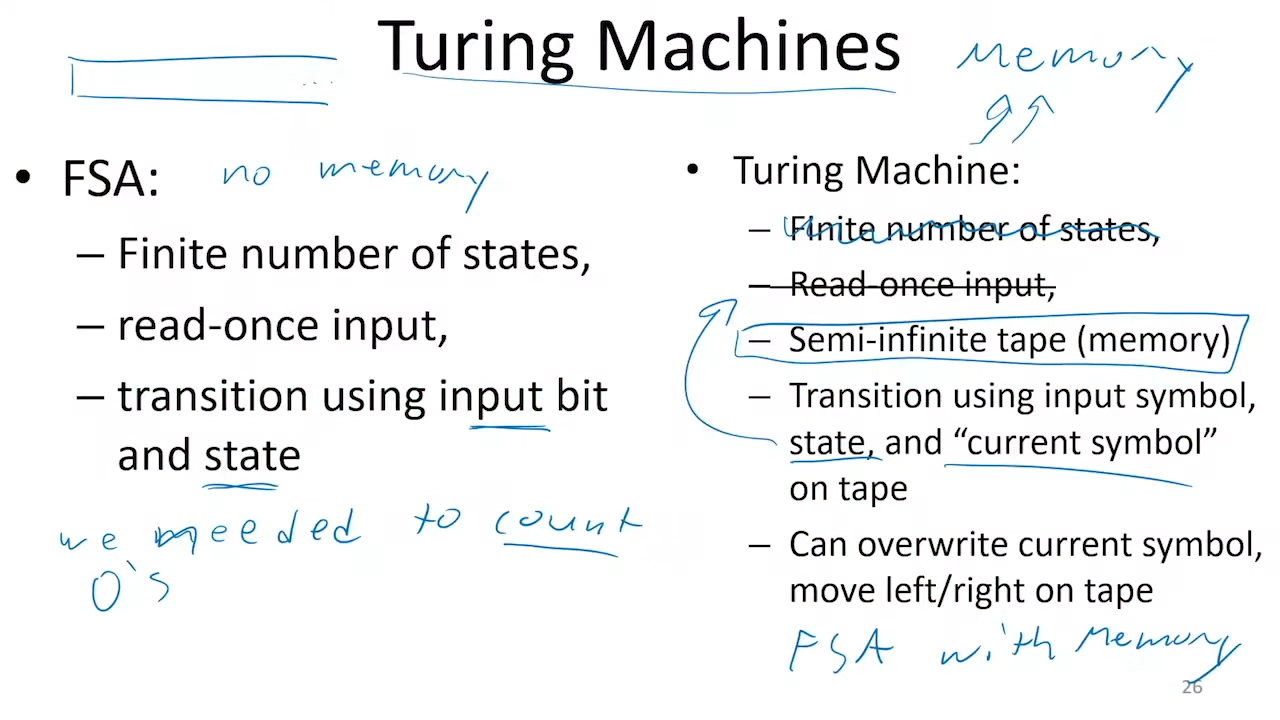 Turing Machines
Memory
• FSA: no memory
– Finite number of states,
– read-once input,
– transition using input bit
and state
we needed to count
0's
• Turing Machine:
– Finite number of states,
– Read-once input,
– Semi-infinite tape (memory)
– Transition using input symbol,
state, and “current symbol”
on tape
– Can overwrite current symbol,
move left/right on tape
FSA with Memory
26